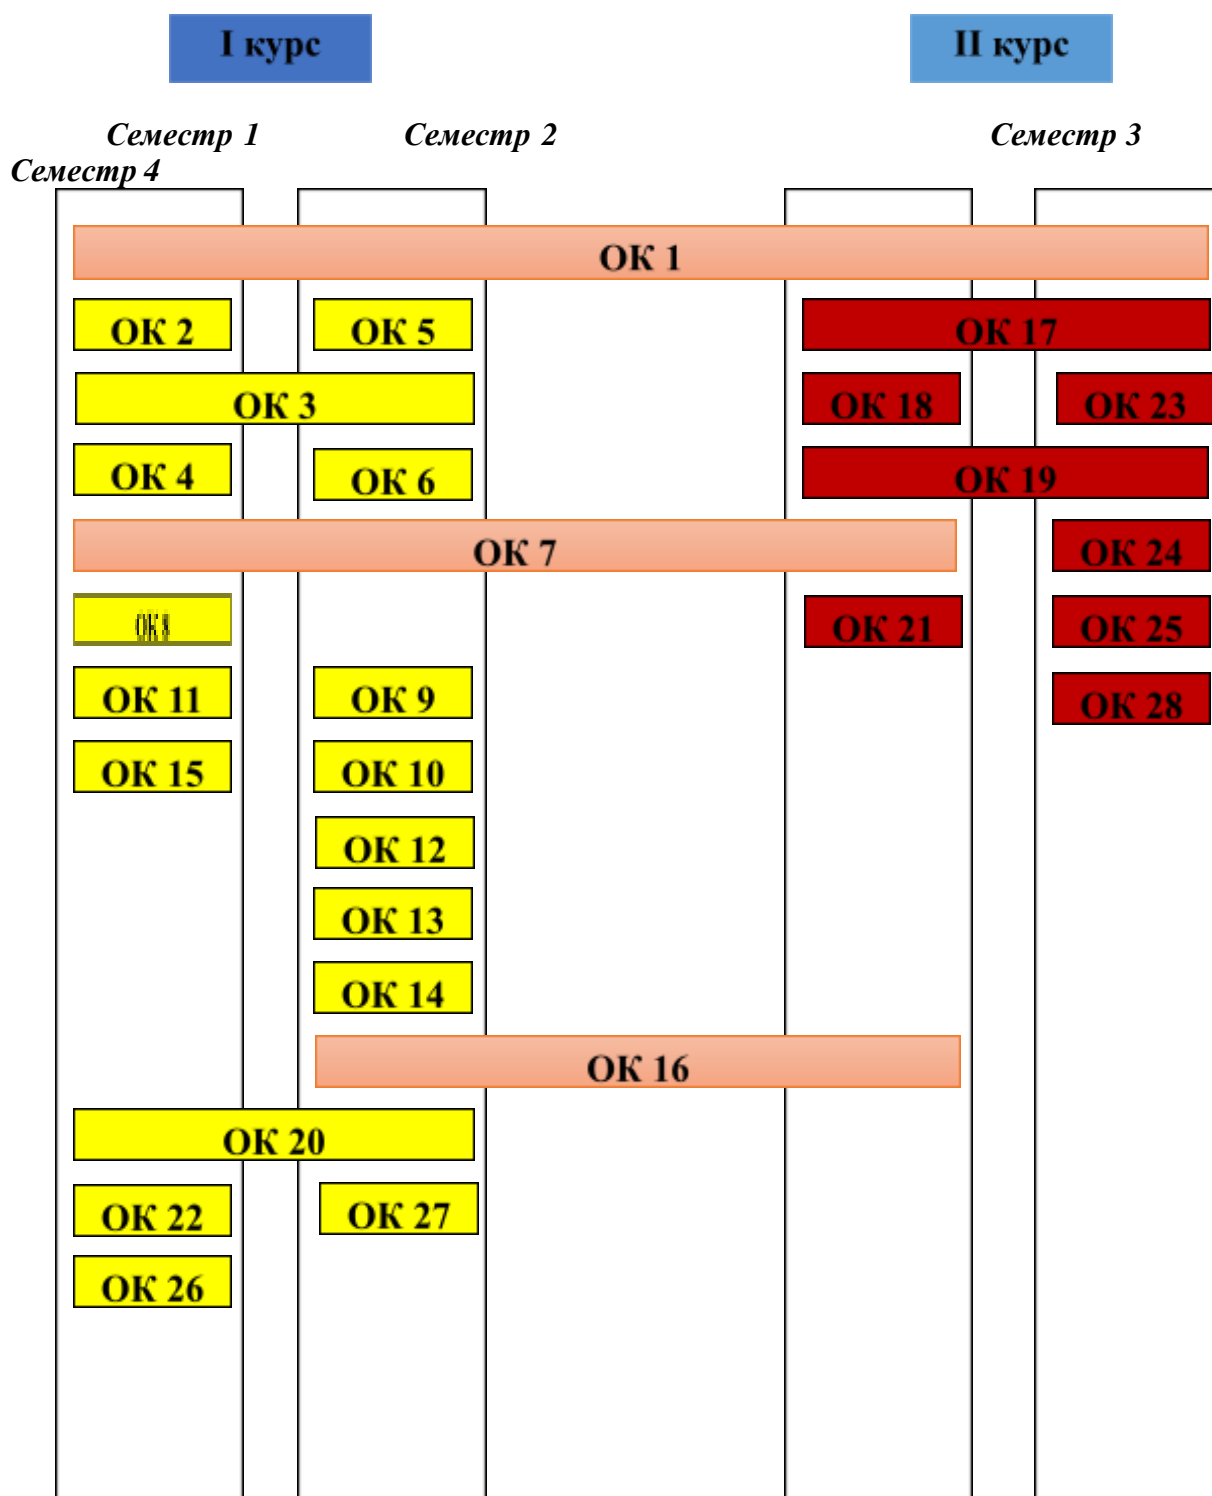 І курс
ІІ курс
Семестр 1 Семестр 2 Семестр 3
Семестр 4
ОК 1
ОК 2 ОК 5 ОК 17
ОК 3 ОК 18 ОК 23
ОК 4 ОК 6 ОК 19
ОК 7 ОК 24
ОК 8 ОК 21 ОК 25
ОК 11 ОК 9 ОК 28
ОК 15 ОК 10
ОК 12
ОК 13
ОК 14
ОК 16
ОК 20
ОК 22 ОК 27
ОК 26